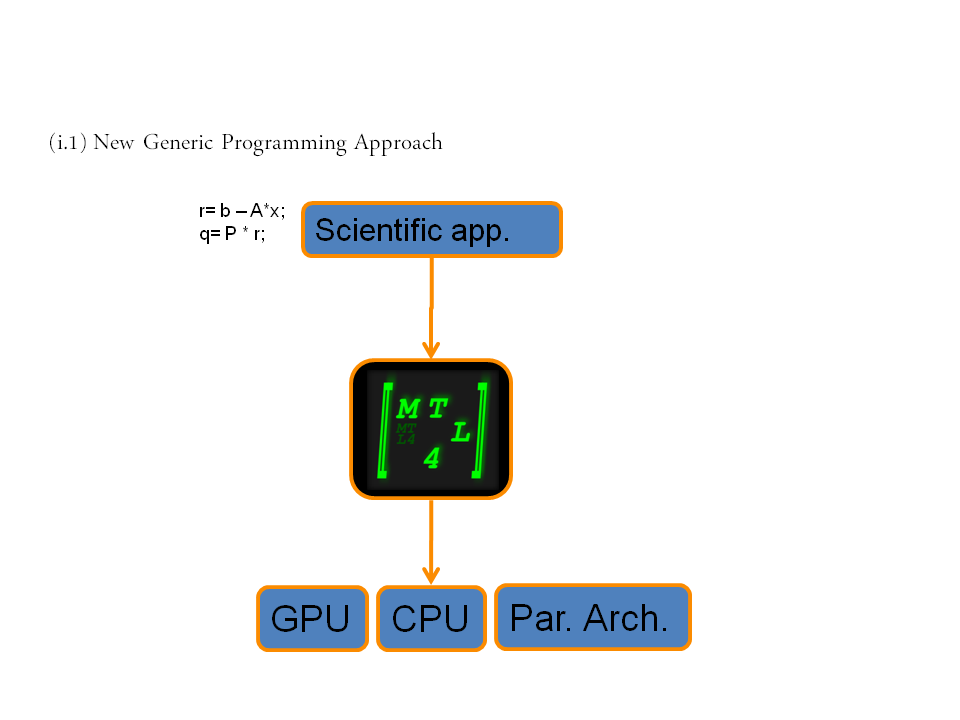 (i.1) New Generic Programming Approach
r= b – A*x;
q= P * r;
Scientific app.
M T
MT
L
L4
4
GPU
CPU
Par. Arch.